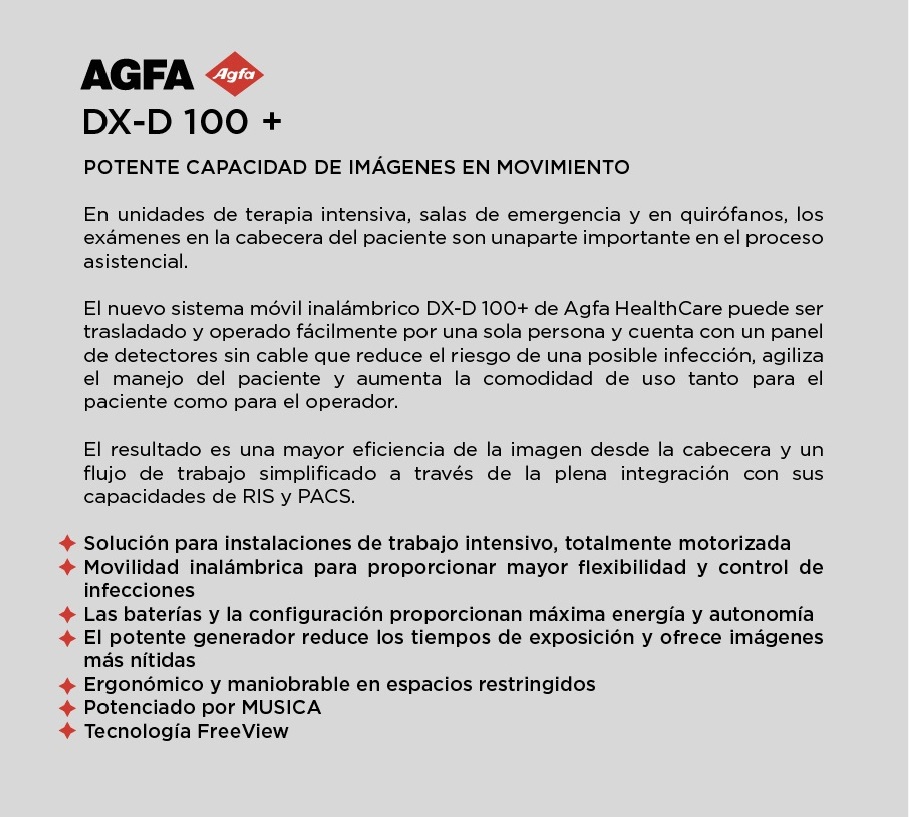 AGFA Agfa
DX-D 100 +
POTENTE CAPACIDAD DE IMÁGENES EN MOVIMIENTO
En unidades de terapia intensiva, salas de emergencia y en quirófanos, los
exámenes en la cabecera del paciente son unaparte importante en el proceso
asistencial.
El nuevo sistema móvil inalámbrico DX-D 100+ de Agfa HealthCare puede ser
trasladado y operado fácilmente por una sola persona y cuenta con un panel
de detectores sin cable que reduce el riesgo de una posible infección, agiliza
el manejo del paciente y aumenta la comodidad de uso tanto para el
paciente como para el operador.
El resultado es una mayor eficiencia de la imagen desde la cabecera y un
flujo de trabajo simplificado a través de la plena integración con sus
capacidades de RIS y PACS.
Solución para instalaciones de trabajo intensivo, totalmente motorizada
Movilidad inalámbrica para proporcionar mayor flexibilidad y control de
infecciones
Las baterías y la configuración proporcionan máxima energía y autonomía
El potente generador reduce los tiempos de exposición y ofrece imágenes
más nítidas
Ergonómico y maniobrable en espacios restringidos
Potenciado por MUSICA
Tecnología FreeView